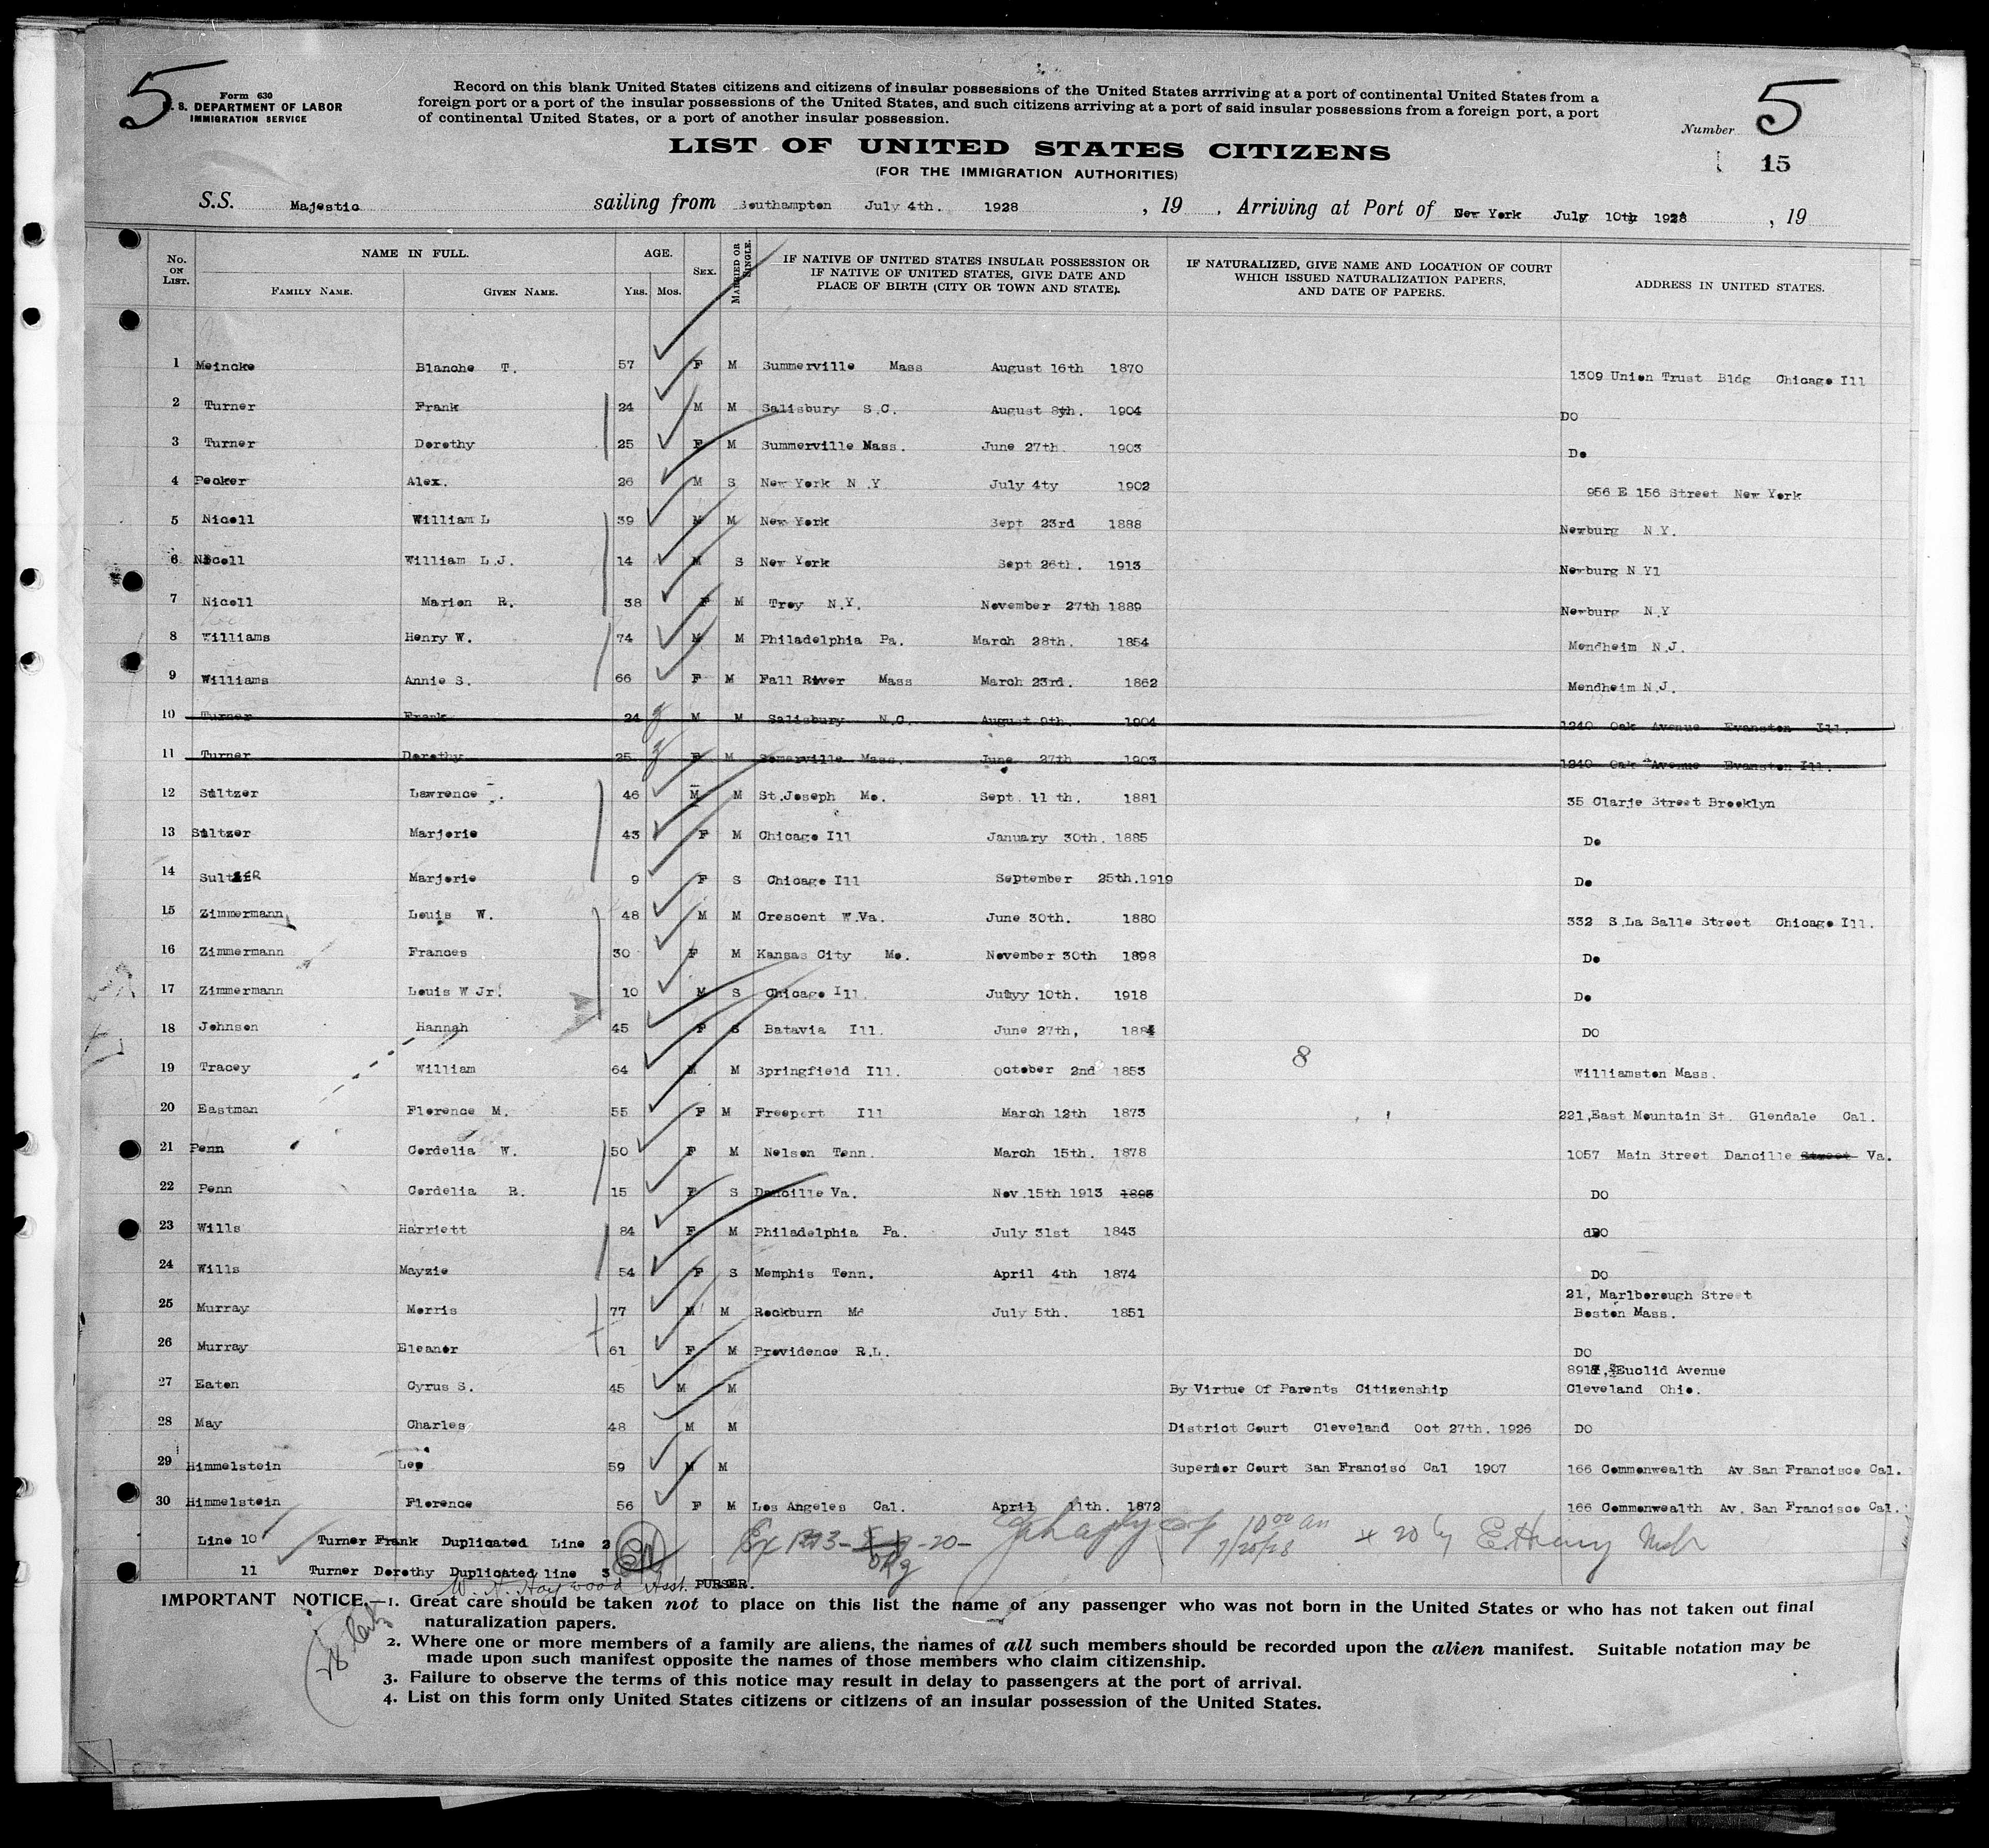 5
Form 630
U. S. DEPARTMENT OF LABOR
IMMIGRATION SERVICE
Record on this blank United States citizens and citizens of insular possessions of the United States arrriving at a port of continental United States from a
foreign port or a port of the insular possessions of the United States, and such citizens arriving at a port of said insular possessions from a foreign port, a port
of continental United States, or a port of another insular possession.
Number 5
15
LIST OF UNITED STATES CITIZENS
(FOR THE IMMIGRATION AUTHORITIES)
S.S. Majestic sailing from Southampton July 4th. 1928 , 19 . Arriving at Port of New York July 10th 1928 , 19
No. ON LIST. NAME IN FULL. FAMILY NAME. GIVEN NAME. AGE. YRS. MOS. SEX. MARRIED OR SINGLE. IF NATIVE OF UNITED STATES INSULAR POSSESSION OR IF NATIVE OF UNITED STATES, GIVE DATE AND PLACE OF BIRTH (CITY OR TOWN AND STATE). IF NATURALIZED, GIVE NAME AND LOCATION OF COURT WHICH ISSUED NATURALIZATION PAPERS, AND DATE OF PAPERS. ADDRESS IN UNITED STATES.
1 Meincke Blanche T. 57 F M Summerville Mass August 16th 1870 1309 Union Trust Bldg Chicago Ill
2 Turner Frank 24 M M Salisbury S.C. August 8th. 1904 DO
3 Turner Dorothy 25 F M Summerville Mass. June 27th. 1903 Do
4 Pecker Alex. 26 M S New York N Y July 4ty 1902 956 E 156 Street New York
5 Nicoll William L 39 M M New York Sept 23rd 1888 Newburg N.Y.
6 Nicoll William L.J. 14 M S New York Sept 26th. 1913 Newburg N Y1
7 Nicoll Marion R. 38 F M Troy N.Y. November 27th 1889 Newburg N.Y
8 Williams Henry W. 74 M M Philadelphia Pa. March 28th. 1854 Mendheim N.J.
9 Williams Annie S. 66 F M Fall River Mass March 23rd. 1862 Mendheim N.J.
10 Turner Frank 24 M M Salisbury N.C. August 9th. 1904 1240 Oak Avenue Evanston Ill.
11 Turner Dorothy 25 F M Somerville Mass. June 27th 1903 1240 Oak Avenue Evanston Ill.
12 Sultzer Lawrence . 46 M M St.Joseph Mo. Sept. 11 th. 1881 35 Clarje Street Brooklyn
13 Sultzer Marjorie 43 F M Chicago Ill January 30th. 1885 Do
14 SultzER Marjorie 9 F S Chicago Ill September 25th.1919 Do
15 Zimmermann Louis W. 48 M M Crescent W.Va. June 30th. 1880 332 S.La Salle Street Chicago Ill.
16 Zimmermann Frances 30 F M Kansas City Mo. November 30th 1898 Do
17 Zimmermann Louis W Jr. 10 M S Chicago Ill. Juuyy 10th. 1918 Do
18 Johnson Hannah 45 F S Batavia Ill. June 27th, 1884 DO
19 Tracey William 64 M M Springfield Ill. October 2nd 1853 8 Williamston Mass.
20 Eastman Florence M. 55 F M Freeport Ill March 12th 1873 221,East Mountain St. Glendale Cal.
21 Penn Cordelia W. 50 F M Nelson Tenn. March 15th. 1878 1057 Main Street Dancille Street Va.
22 Penn Cordelia R. 15 F S Dancille Va. Nov.15th 1913 1893 DO
23 Wills Harriett 84 F M Philadelphia Pa. July 31st 1843 dDO
24 Wills Mayzie 54 F S Memphis Tenn. April 4th 1874 DO
25 Murray Morris 77 M M Rockburn Md July 5th. 1851 21, Marlborough Street Boston Mass.
26 Murray Eleanor 61 F M Providence R.L. DO
27 Eaton Cyrus S. 45 M M By Virtue Of Parents Citizenship Euclid Avenue Cleveland Ohio.
28 May Charles 48 M M District Court Cleveland Oct 27th. 1926 DO
29 Himmelstein Leo 59 M M Superior Court San Francisc Cal 1907 166 Commonwealth Av San Francisco Cal.
30 Himmelstein Florence 56 F M Los Angeles Cal. April 11th. 1872 166 Commonwealth Av. San Francisco Cal.
Line 10 Turner Frank Duplicated Line 2
11 Turner Dorothy Duplicated line 3
W. H. Haywood Asst. PURSER.
10 00 am
7/20/28
IMPORTANT NOTICE.—1. Great care should be taken not to place on this list the name of any passenger who was not born in the United States or who has not taken out final
naturalization papers.
2. Where one or more members of a family are aliens, the names of all such members should be recorded upon the alien manifest. Suitable notation may be
made upon such manifest opposite the names of those members who claim citizenship.
3. Failure to observe the terms of this notice may result in delay to passengers at the port of arrival.
4. List on this form only United States citizens or citizens of an insular possession of the United States.